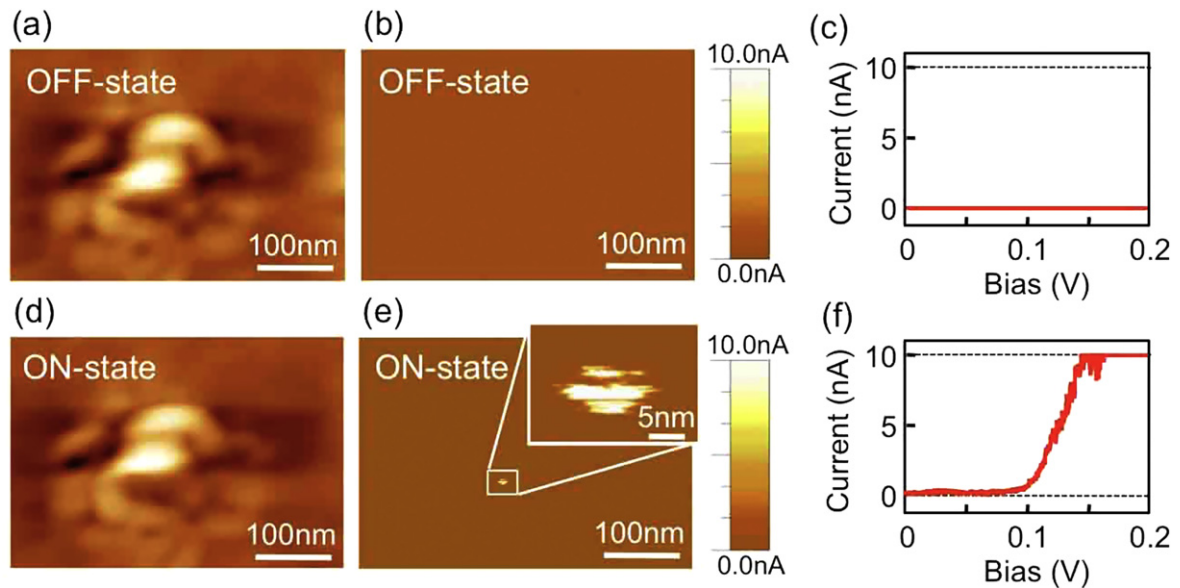 (a)
OFF-state
100nm
(b)
OFF-state
100nm
10.0nA
0.0nA
(c)
Current (nA)
10
5
0
0
0.1
0.2
Bias (V)
(d)
ON-state
100nm
(e)
ON-state
5nm
100nm
10.0nA
0.0nA
(f)
Current (nA)
10
5
0
0
0.1
0.2
Bias (V)